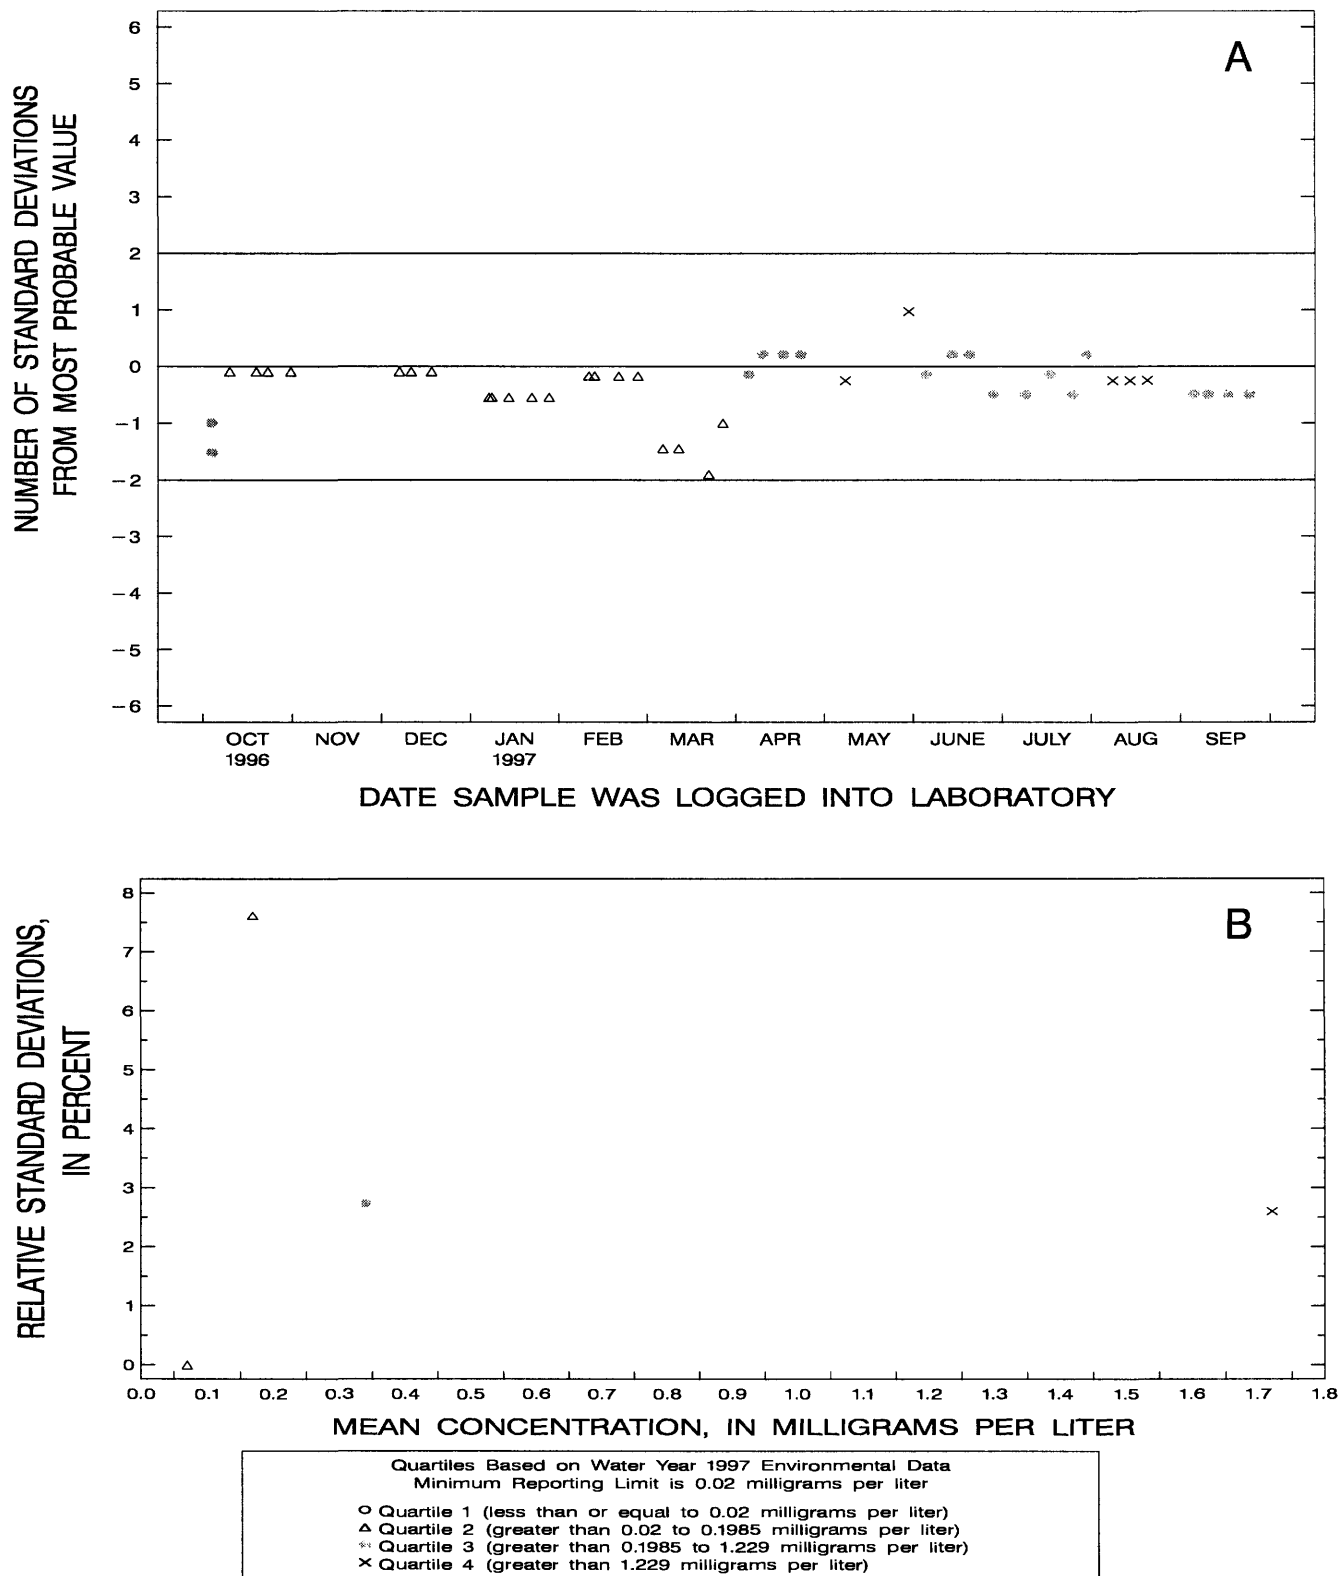 A
NUMBER OF STANDARD DEVIATIONS
FROM MOST PROBABLE VALUE
6
5
4
3
2
1
0
−1
−2
−3
−4
−5
−6
OCT NOV DEC JAN FEB MAR APR MAY JUNE JULY AUG SEP
1996 1997
DATE SAMPLE WAS LOGGED INTO LABORATORY
B
RELATIVE STANDARD DEVIATIONS,
IN PERCENT
8
7
6
5
4
3
2
1
0
0.0 0.1 0.2 0.3 0.4 0.5 0.6 0.7 0.8 0.9 1.0 1.1 1.2 1.3 1.4 1.5 1.6 1.7 1.8
MEAN CONCENTRATION, IN MILLIGRAMS PER LITER
Quartiles Based on Water Year 1997 Environmental Data
Minimum Reporting Limit is 0.02 milligrams per liter
Quartile 1 (less than or equal to 0.02 milligrams per liter)
Quartile 2 (greater than 0.02 to 0.1985 milligrams per liter)
Quartile 3 (greater than 0.1985 to 1.229 milligrams per liter)
Quartile 4 (greater than 1.229 milligrams per liter)